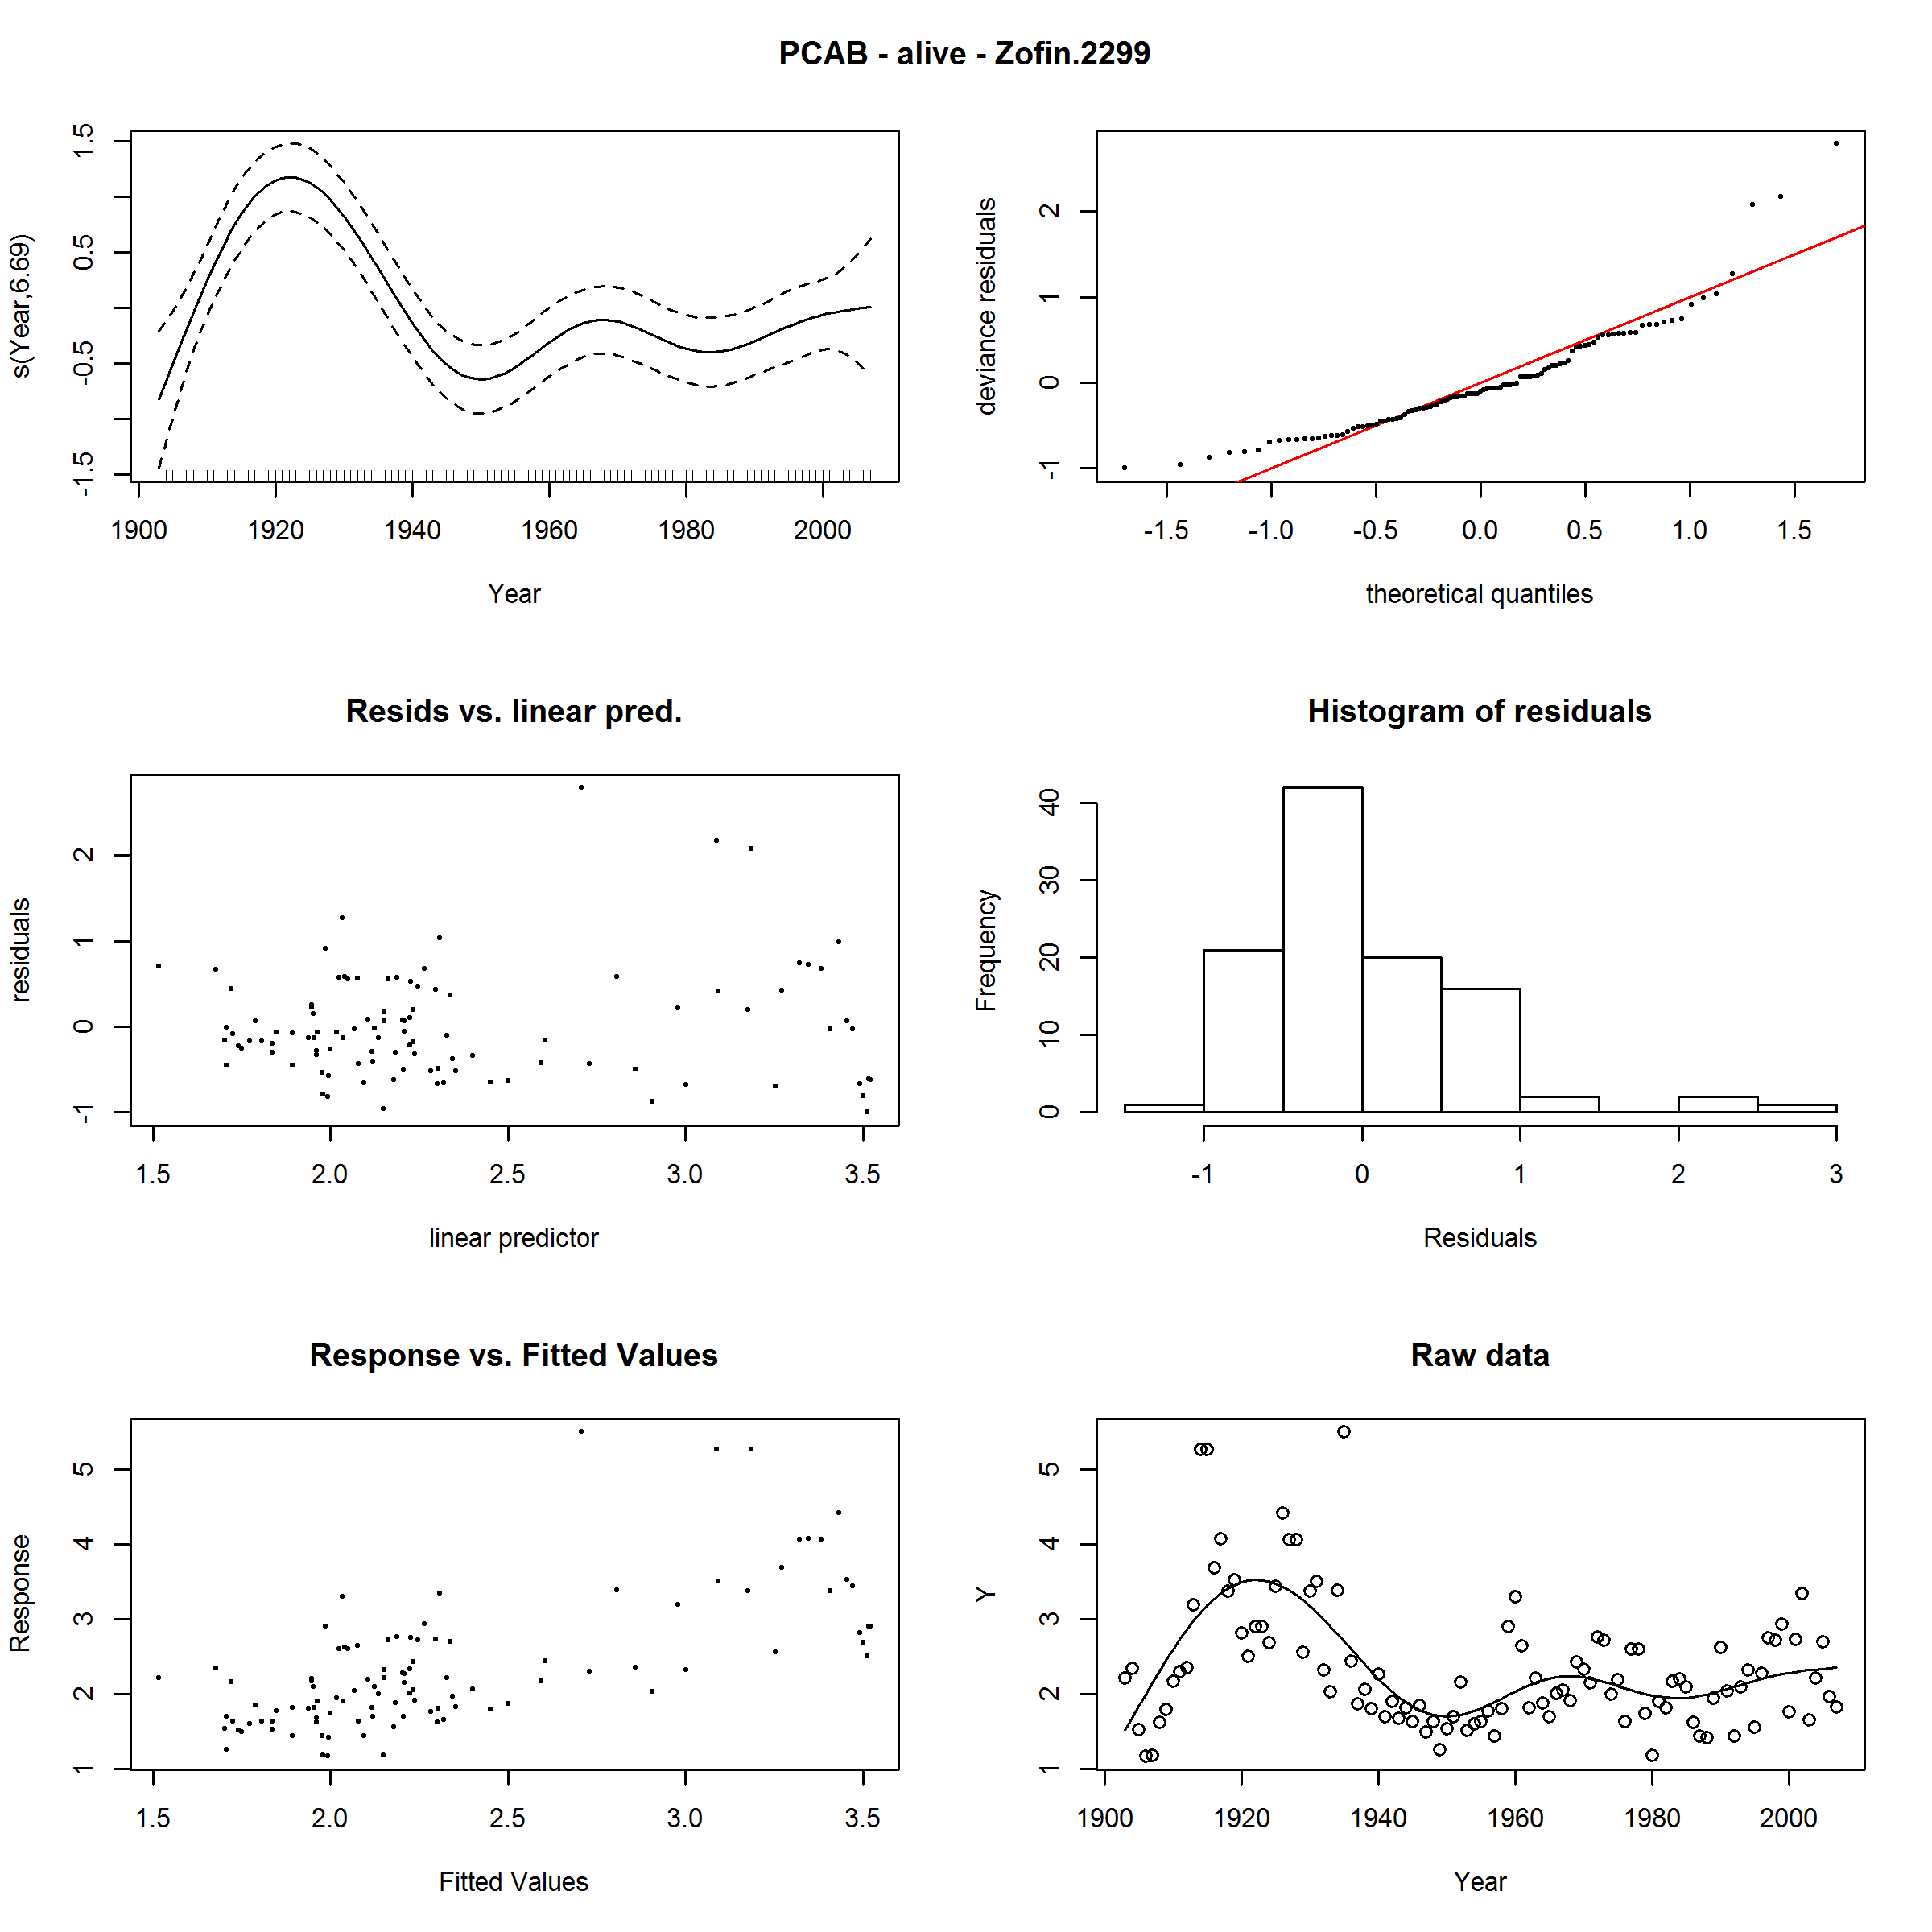 PCAB - alive - Zofin.2299
s(Year,6.69)
-1.5 -0.5 0.5 1.5
1900 1920 1940 1960 1980 2000
Year
deviance residuals
-1 0 1 2
-1.5 -1.0 -0.5 0.0 0.5 1.0 1.5
theoretical quantiles
Resids vs. linear pred.
residuals
-1 0 1 2
1.5 2.0 2.5 3.0 3.5
linear predictor
Histogram of residuals
Frequency
0 10 20 30 40
-1 0 1 2 3
Residuals
Response vs. Fitted Values
Response
1 2 3 4 5
1.5 2.0 2.5 3.0 3.5
Fitted Values
Raw data
Y
1 2 3 4 5
1900 1920 1940 1960 1980 2000
Year